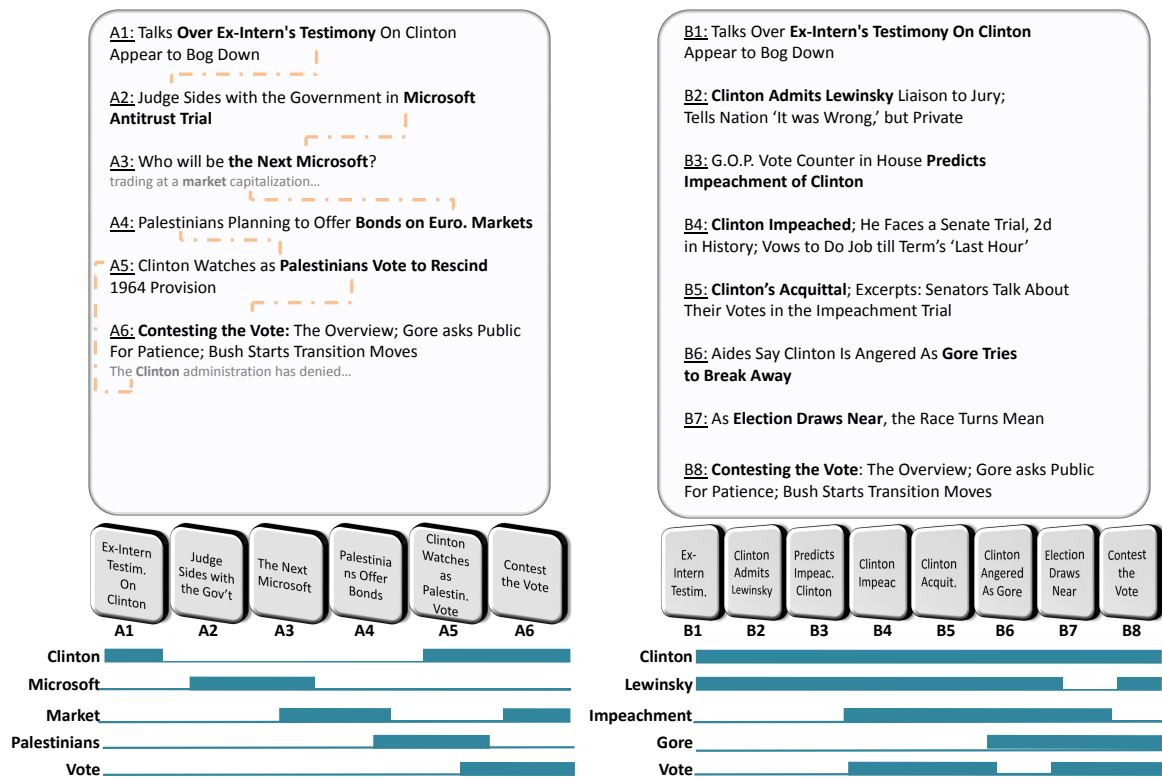 A1: Talks Over Ex-Intern's Testimony On Clinton
Appear to Bog Down
A2: Judge Sides with the Government in Microsoft
Antitrust Trial
A3: Who will be the Next Microsoft?
trading at a market capitalization…
A4: Palestinians Planning to Offer Bonds on Euro. Markets
A5: Clinton Watches as Palestinians Vote to Rescind
1964 Provision
A6: Contesting the Vote: The Overview; Gore asks Public
For Patience; Bush Starts Transition Moves
The Clinton administration has denied…
Ex-Intern
Testim.
On
Clinton
Judge
Sides with
the Gov't
The Next
Microsoft
Palestinia
ns Offer
Bonds
Clinton
Watches
as
Palestin.
Vote
Contest
the Vote
A1 A2 A3 A4 A5 A6
Clinton
Microsoft
Market
Palestinians
Vote
B1: Talks Over Ex-Intern's Testimony On Clinton
Appear to Bog Down
B2: Clinton Admits Lewinsky Liaison to Jury;
Tells Nation ‘It was Wrong,’ but Private
B3: G.O.P. Vote Counter in House Predicts
Impeachment of Clinton
B4: Clinton Impeached; He Faces a Senate Trial, 2d
in History; Vows to Do Job till Term’s ‘Last Hour’
B5: Clinton’s Acquittal; Excerpts: Senators Talk About
Their Votes in the Impeachment Trial
B6: Aides Say Clinton Is Angered As Gore Tries
to Break Away
B7: As Election Draws Near, the Race Turns Mean
B8: Contesting the Vote: The Overview; Gore asks Public
For Patience; Bush Starts Transition Moves
Ex-
Intern
Testim.
Clinton
Admits
Lewinsky
Predicts
Impeac.
Clinton
Clinton
Impeac
Clinton
Acquit.
Clinton
Angered
As Gore
Election
Draws
Near
Contest
the
Vote
B1 B2 B3 B4 B5 B6 B7 B8
Clinton
Lewinsky
Impeachment
Gore
Vote